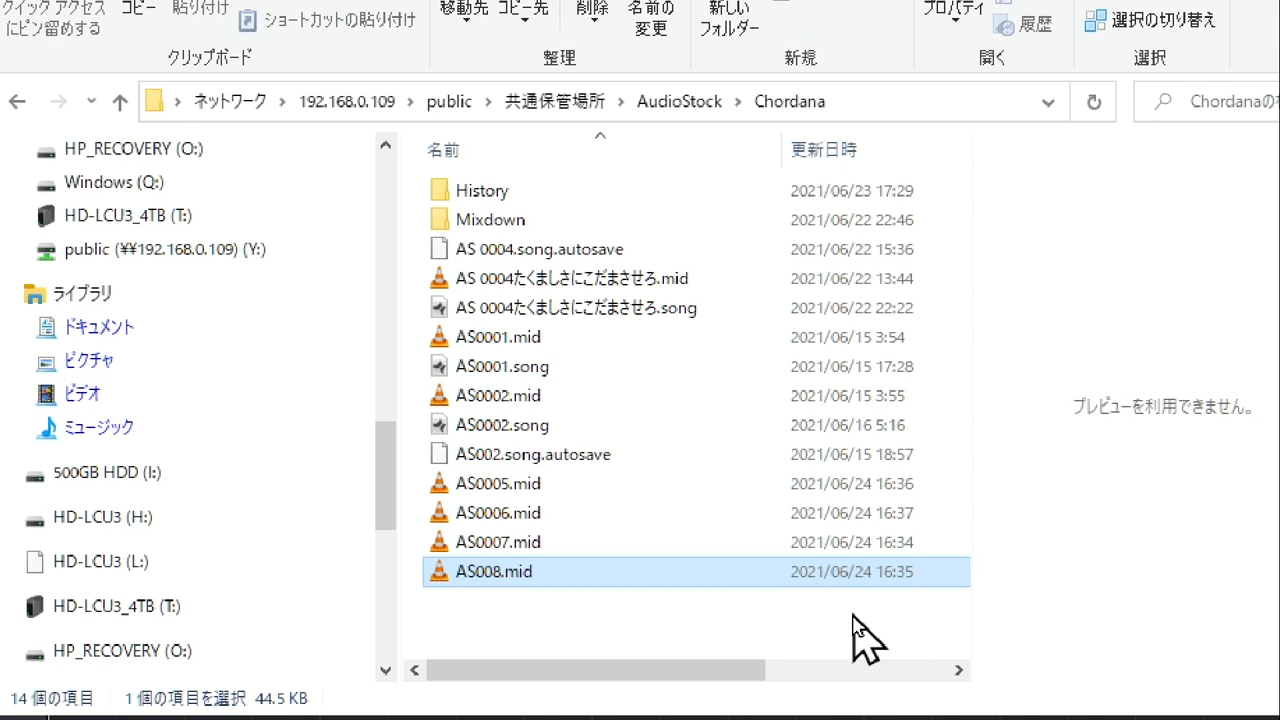 クイック アクセス
にピン留めする
コピー
貼り付け
ショートカットの貼り付け
クリップボード
移動先 コピー先
削除 名前の
変更
整理
新しい
フォルダー
新規
プロパティ
履歴
開く
選択の切り替え
選択
ネットワーク › 192.168.0.109 › public › 共通保管場所 › AudioStock › Chordana
Chordanaの
HP_RECOVERY (O:)
Windows (Q:)
HD-LCU3_4TB (T:)
public (¥¥192.168.0.109) (Y:)
ライブラリ
ドキュメント
ピクチャ
ビデオ
ミュージック
500GB HDD (I:)
HD-LCU3 (H:)
HD-LCU3 (L:)
HD-LCU3_4TB (T:)
HP_RECOVERY (O:)
名前 更新日時
History 2021/06/23 17:29
Mixdown 2021/06/22 22:46
AS 0004.song.autosave 2021/06/22 15:36
AS 0004たくましさにこだまさせろ.mid 2021/06/22 13:44
AS 0004たくましさにこだまさせろ.song 2021/06/22 22:22
AS0001.mid 2021/06/15 3:54
AS0001.song 2021/06/15 17:28
AS0002.mid 2021/06/15 3:55
AS0002.song 2021/06/16 5:16
AS002.song.autosave 2021/06/15 18:57
AS0005.mid 2021/06/24 16:36
AS0006.mid 2021/06/24 16:37
AS0007.mid 2021/06/24 16:34
AS008.mid 2021/06/24 16:35
プレビューを利用できません。
14 個の項目 1 個の項目を選択 44.5 KB